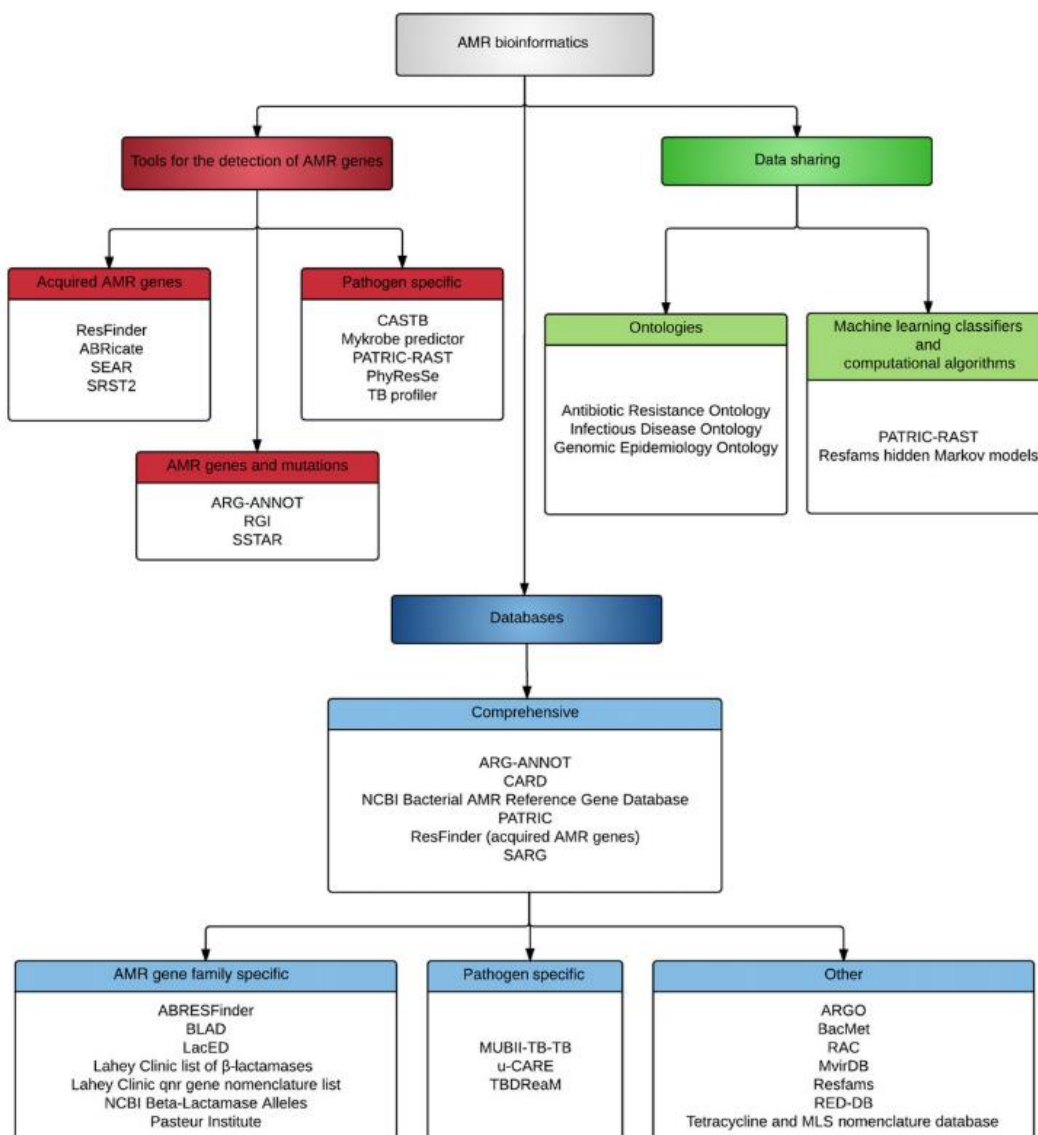 AMR bioinformatics
Tools for the detection of AMR genes
Data sharing
Acquired AMR genes
ResFinder
ABRicate
SEAR
SRST2
Pathogen specific
CASTB
Mykrobe predictor
PATRIC-RAST
PhyResSe
TB profiler
AMR genes and mutations
ARG-ANNOT
RGI
SSTAR
Ontologies
Antibiotic Resistance Ontology
Infectious Disease Ontology
Genomic Epidemiology Ontology
Machine learning classifiers
and
computational algorithms
PATRIC-RAST
Resfams hidden Markov models
Databases
Comprehensive
ARG-ANNOT
CARD
NCBI Bacterial AMR Reference Gene Database
PATRIC
ResFinder (acquired AMR genes)
SARG
AMR gene family specific
ABRESFinder
BLAD
LacED
Lahey Clinic list of β-lactamases
Lahey Clinic qnr gene nomenclature list
NCBI Beta-Lactamase Alleles
Pasteur Institute
Pathogen specific
MUBII-TB-TB
u-CARE
TBDReaM
Other
ARGO
BacMet
RAC
MvirDB
Resfams
RED-DB
Tetracycline and MLS nomenclature database